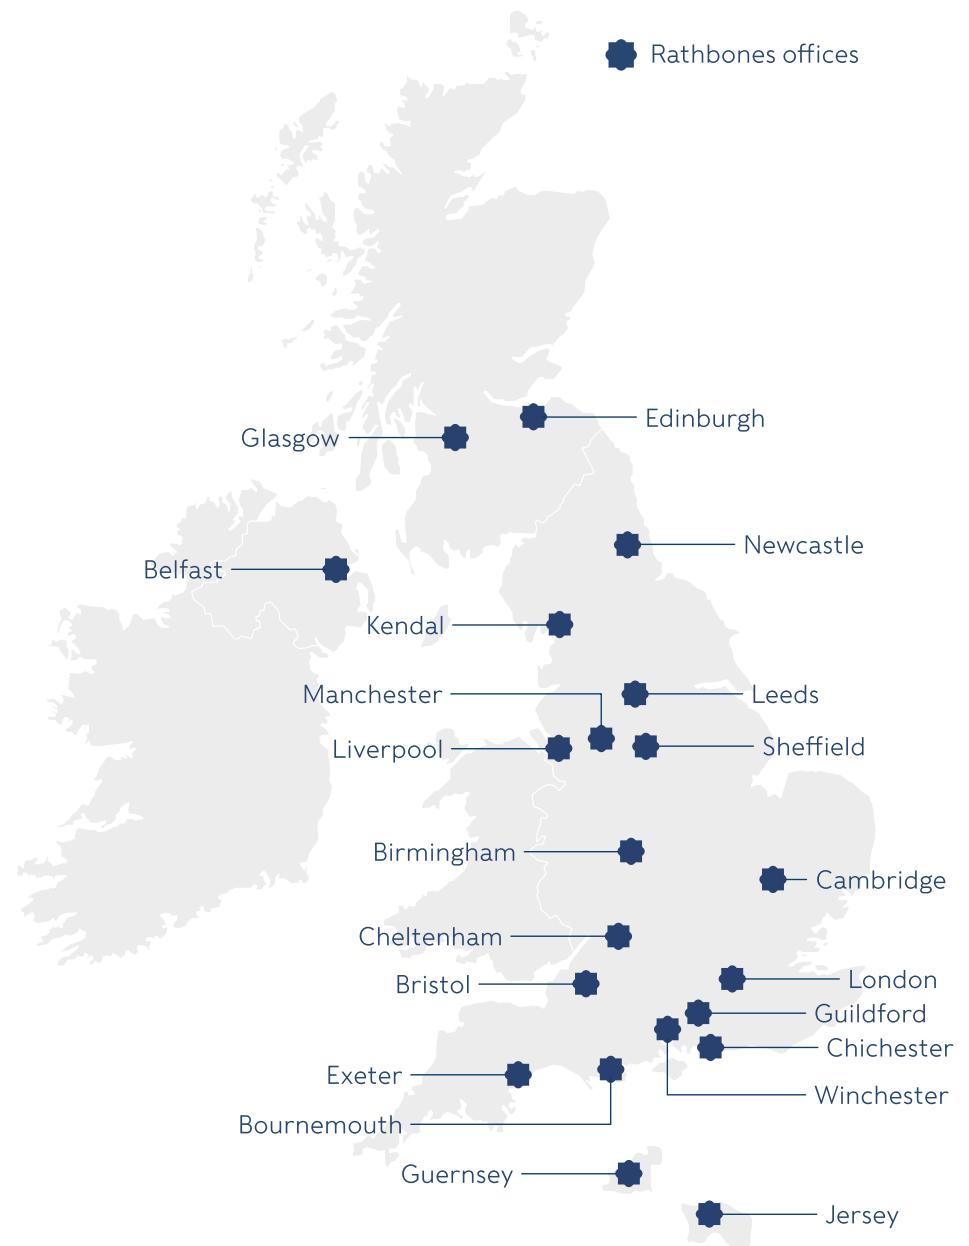 Rathbones offices
Edinburgh
Glasgow
Newcastle
Belfast
Kendal
Manchester
Leeds
Sheffield
Liverpool
Birmingham
Cambridge
Cheltenham
London
Bristol
Guildford
Chichester
Exeter
Winchester
Bournemouth
Guernsey
Jersey